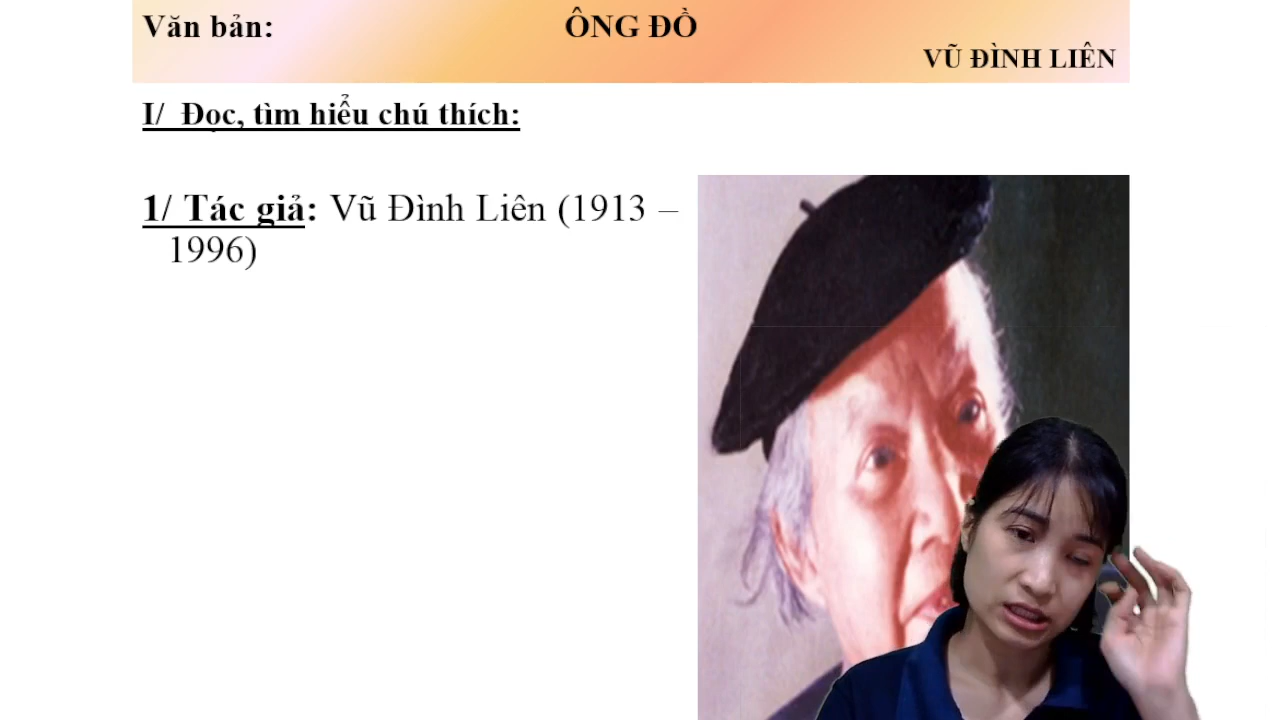 Văn bản: ÔNG ĐỒ
VŨ ĐÌNH LIÊN
I/ Đọc, tìm hiểu chú thích:
1/ Tác giả: Vũ Đình Liên (1913 –
1996)